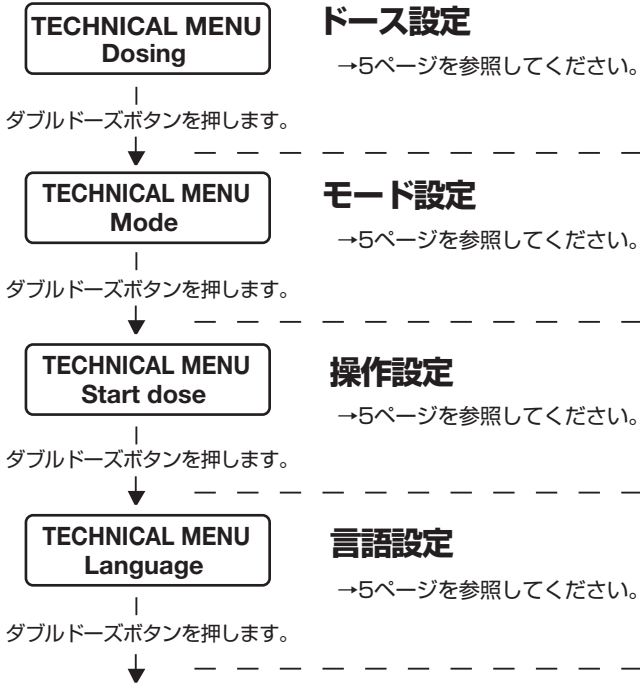 TECHNICAL MENU
Dosing
ドース設定
→5ページを参照してください。
ダブルドーズボタンを押します。
TECHNICAL MENU
Mode
モード設定
→5ページを参照してください。
ダブルドーズボタンを押します。
TECHNICAL MENU
Start dose
操作設定
→5ページを参照してください。
ダブルドーズボタンを押します。
TECHNICAL MENU
Language
言語設定
→5ページを参照してください。
ダブルドーズボタンを押します。